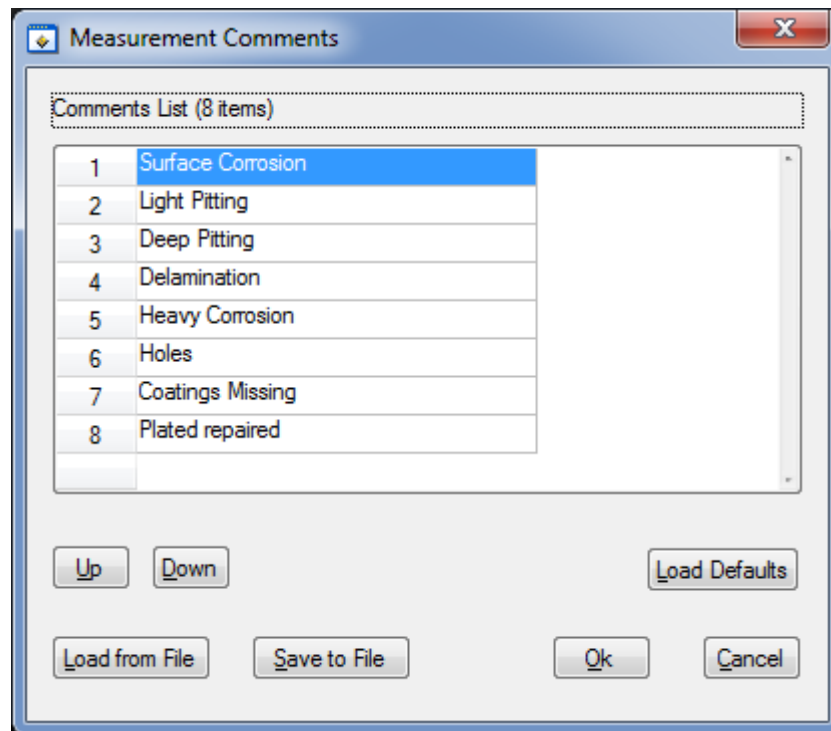 Measurement Comments
Comments List (8 items)
1 Surface Corrosion
2 Light Pitting
3 Deep Pitting
4 Delamination
5 Heavy Corrosion
6 Holes
7 Coatings Missing
8 Plated repaired
Up Down Load Defaults
Load from File Save to File Ok Cancel